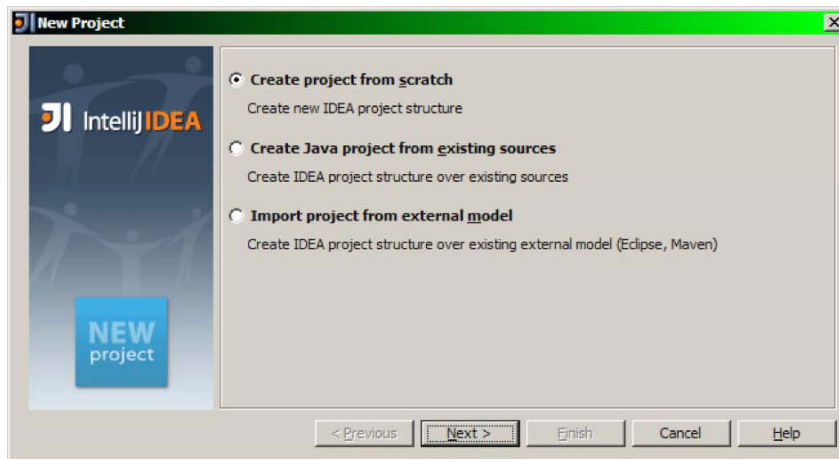 New Project
IntelliJIDEA
Create project from scratch
Create new IDEA project structure
Create Java project from existing sources
Create IDEA project structure over existing sources
Import project from external model
Create IDEA project structure over existing external model (Eclipse, Maven)
NEW
project
< Previous Next > Finish Cancel Help